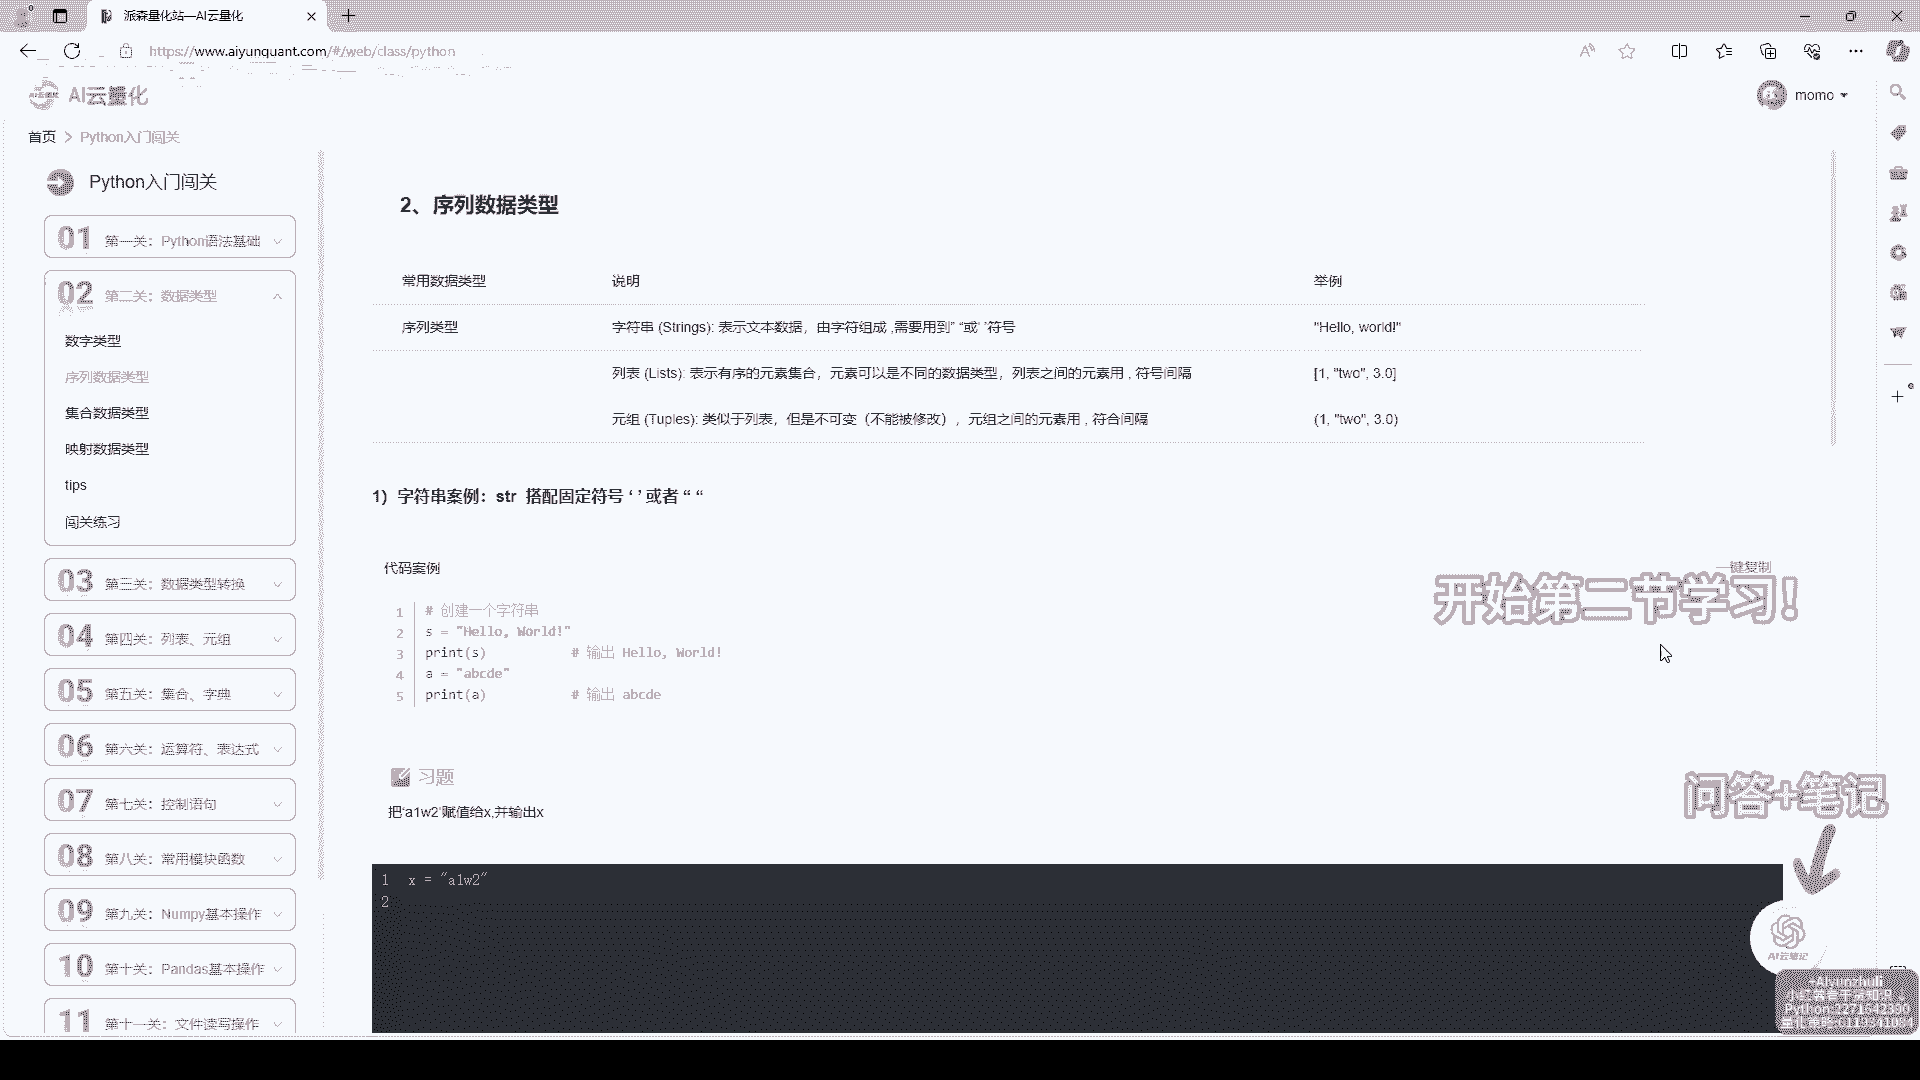 派森量化站—AI云量化
https://www.aiyunquant.com/#/web/class/python
AI云量化
momo
首页 > Python入门闯关
Python入门闯关
01 第一关：Python语法基础
02 第二关：数据类型
数字类型
序列数据类型
集合数据类型
映射数据类型
tips
闯关练习
03 第三关：数据类型转换
04 第四关：列表、元组
05 第五关：集合、字典
06 第六关：运算符、表达式
07 第七关：控制语句
08 第八关：常用模块函数
09 第九关：Numpy基本操作
10 第十关：Pandas基本操作
11 第十一关：文件读写操作
2、序列数据类型
常用数据类型 说明 举例
序列类型 字符串 (Strings): 表示文本数据，由字符组成 ,需要用到” “或’ ’符号 "Hello, world!"
列表 (Lists): 表示有序的元素集合，元素可以是不同的数据类型，列表之间的元素用 , 符号间隔 [1, "two", 3.0]
元组 (Tuples): 类似于列表，但是不可变（不能被修改），元组之间的元素用 , 符合间隔 (1, "two", 3.0)
1）字符串案例：str 搭配固定符号 ‘ ’ 或者 “ “
代码案例
一键复制
1 # 创建一个字符串
2 s = "Hello, World!"
3 print(s) # 输出 Hello, World!
4 a = "abcde"
5 print(a) # 输出 abcde
开始第二节学习！
习题
把'a1w2'赋值给x,并输出x
问答+笔记
1 x = "a1w2"
2
AI云笔记